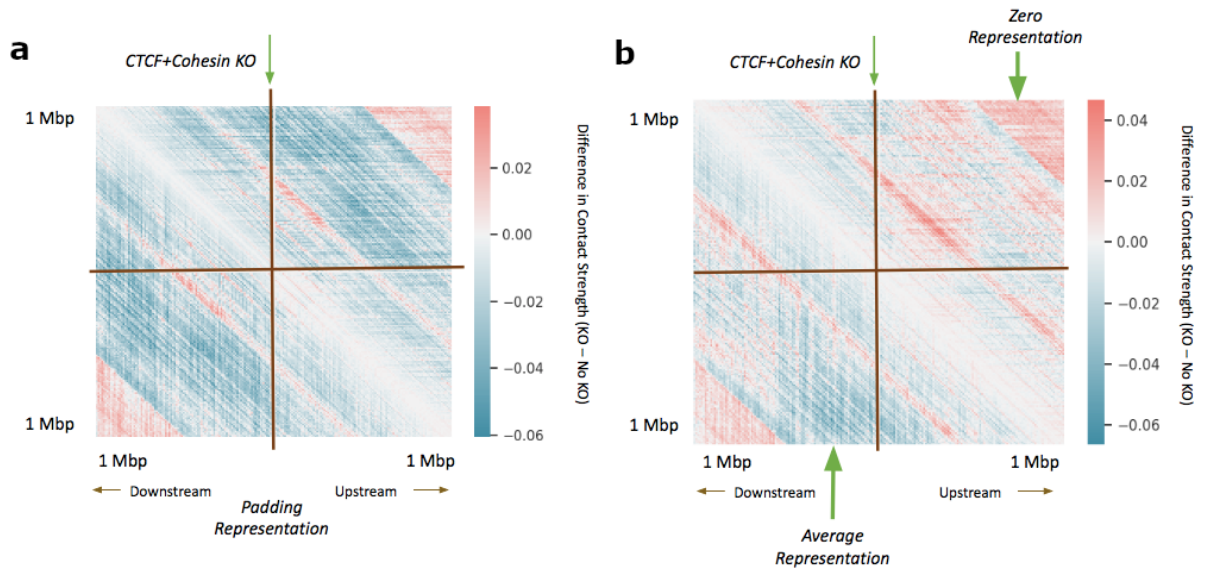 a
CTCF+Cohesin KO
1 Mbp
1 Mbp
1 Mbp
1 Mbp
Downstream
Upstream
Padding
Representation
0.02
0.00
−0.02
−0.04
−0.06
Difference in Contact Strength (KO – No KO)
b
CTCF+Cohesin KO
Zero
Representation
1 Mbp
1 Mbp
1 Mbp
1 Mbp
Downstream
Upstream
Average
Representation
0.04
0.02
0.00
−0.02
−0.04
−0.06
Difference in Contact Strength (KO – No KO)